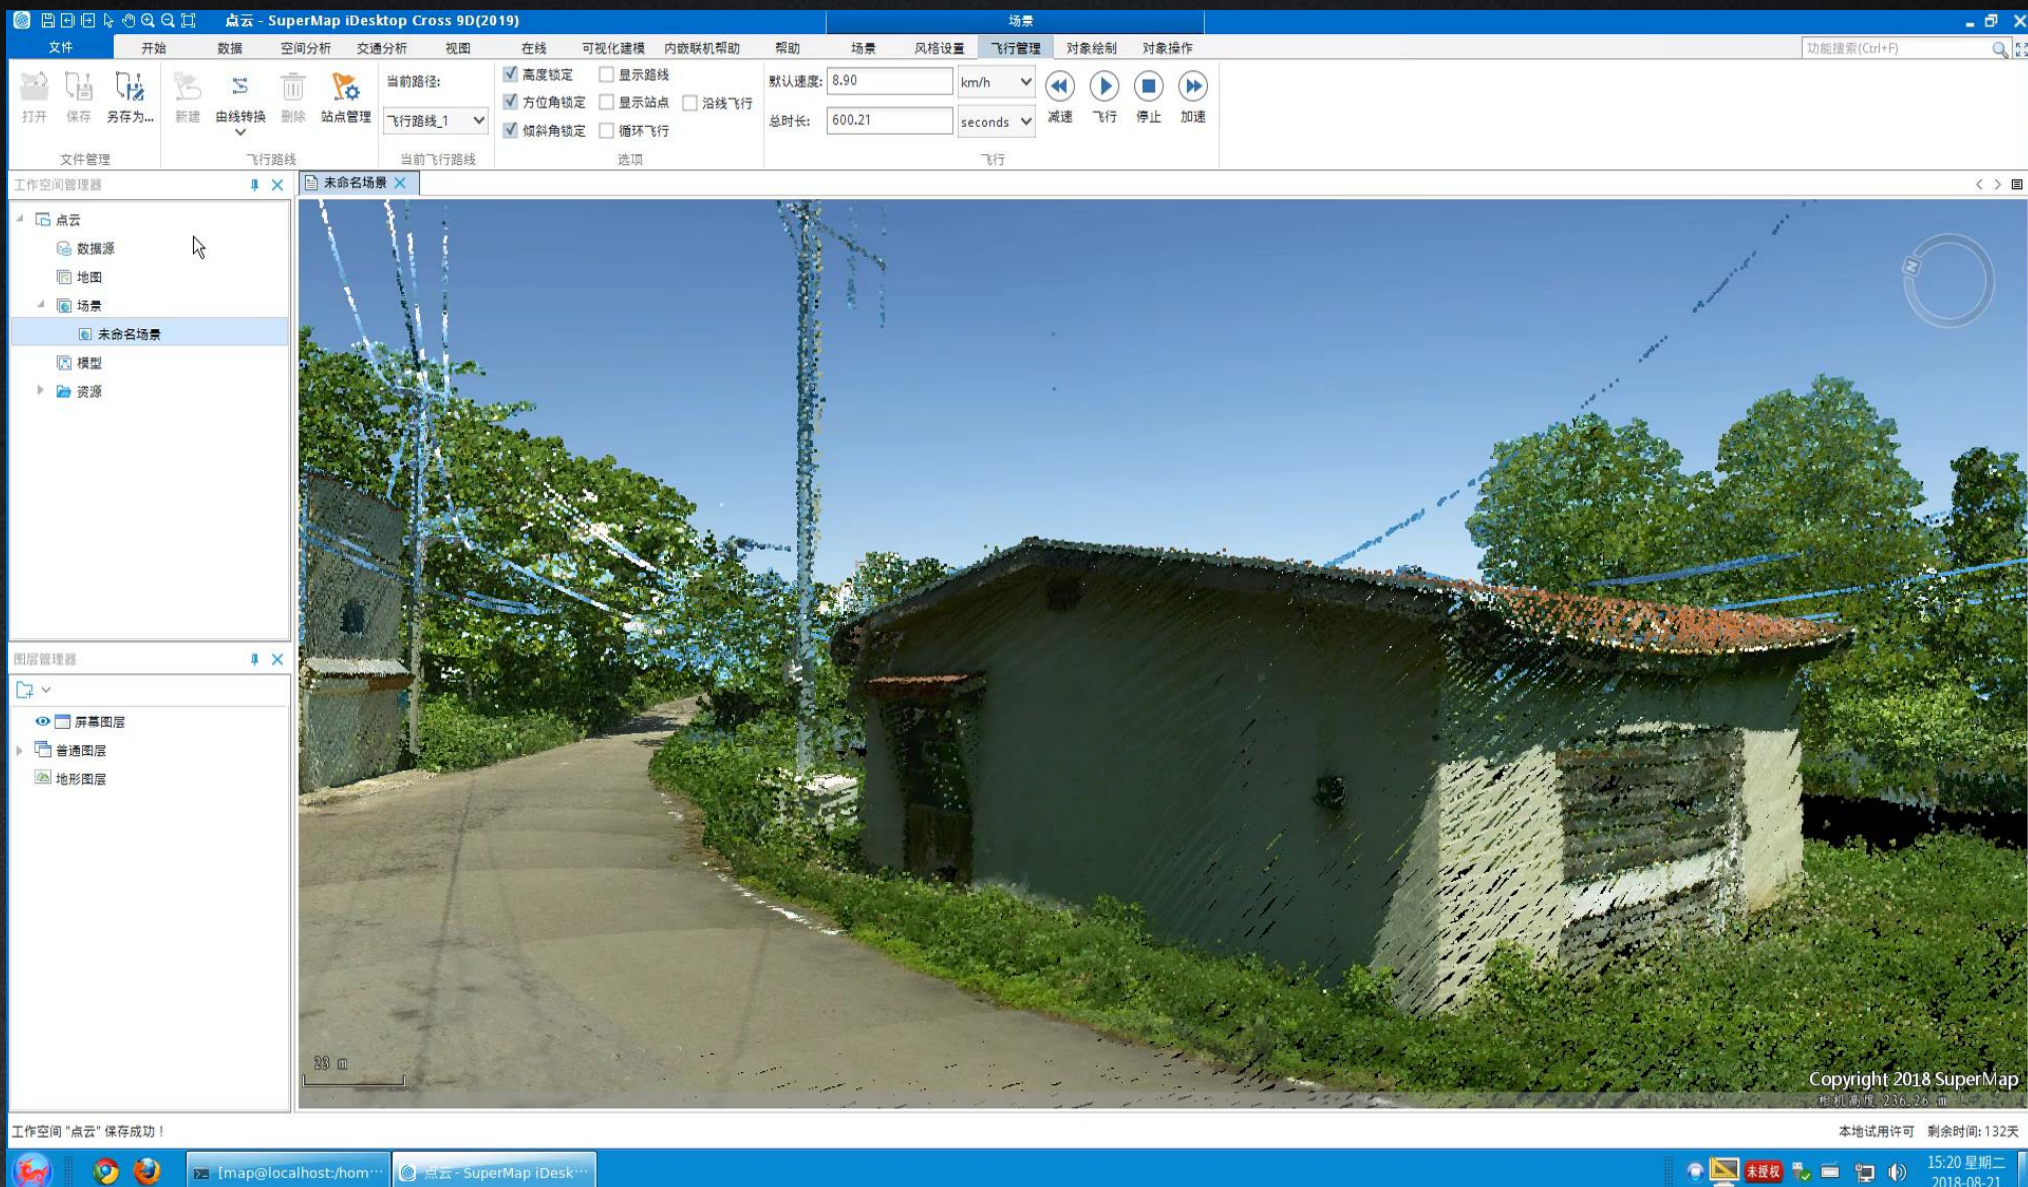 点云 - SuperMap iDesktop Cross 9D(2019)
场景
文件 开始 数据 空间分析 交通分析 视图 在线 可视化建模 内嵌联机帮助 帮助 场景 风格设置 飞行管理 对象绘制 对象操作
功能搜索(Ctrl+F)
打开 保存 另存为... 新建 由线转换 删除 站点管理
文件管理 飞行路线
当前路径:
飞行路线_1
当前飞行路线
高度锁定 显示路线
方位角锁定 显示站点 沿线飞行
倾斜角锁定 循环飞行
选项
默认速度: 8.90 km/h
总时长: 600.21 seconds
减速 飞行 停止 加速
飞行
工作空间管理器
未命名场景
点云
数据源
地图
场景
未命名场景
模型
资源
图层管理器
屏幕图层
普通图层
地形图层
N
23 m
Copyright 2018 SuperMap
相机高度 236.26 m
工作空间 "点云" 保存成功！
本地试用许可 剩余时间: 132天
[map@localhost:/hom···
点云 - SuperMap iDesk···
未授权
15:20 星期二
2018-08-21